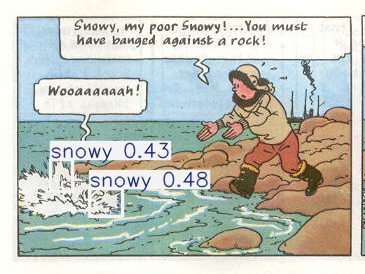 Snowy, my poor Snowy!...You must
have banged against a rock!
Wooaaaaaah!
snowy 0.43
snowy 0.48